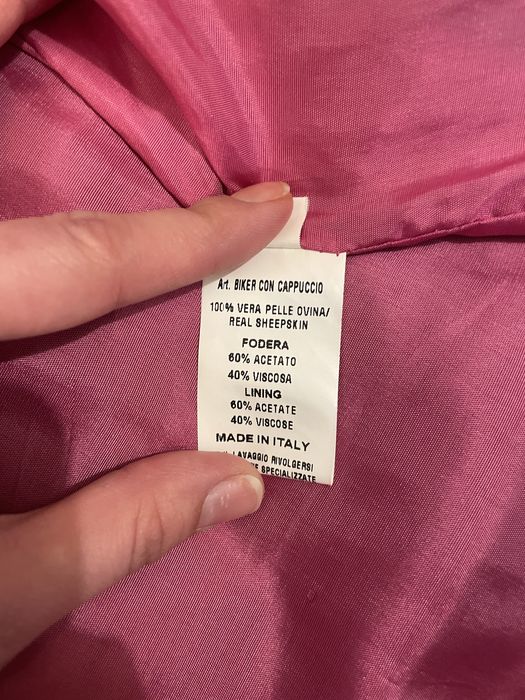 Art. BIKER CON CAPPUCCIO
100% VERA PELLE OVINA/
REAL SHEEPSKIN
FODERA
60% ACETATO
40% VISCOSA
LINING
60% ACETATE
40% VISCOSE
MADE IN ITALY
LAVAGGIO RIVOLGERSI
SPECIALIZZATE